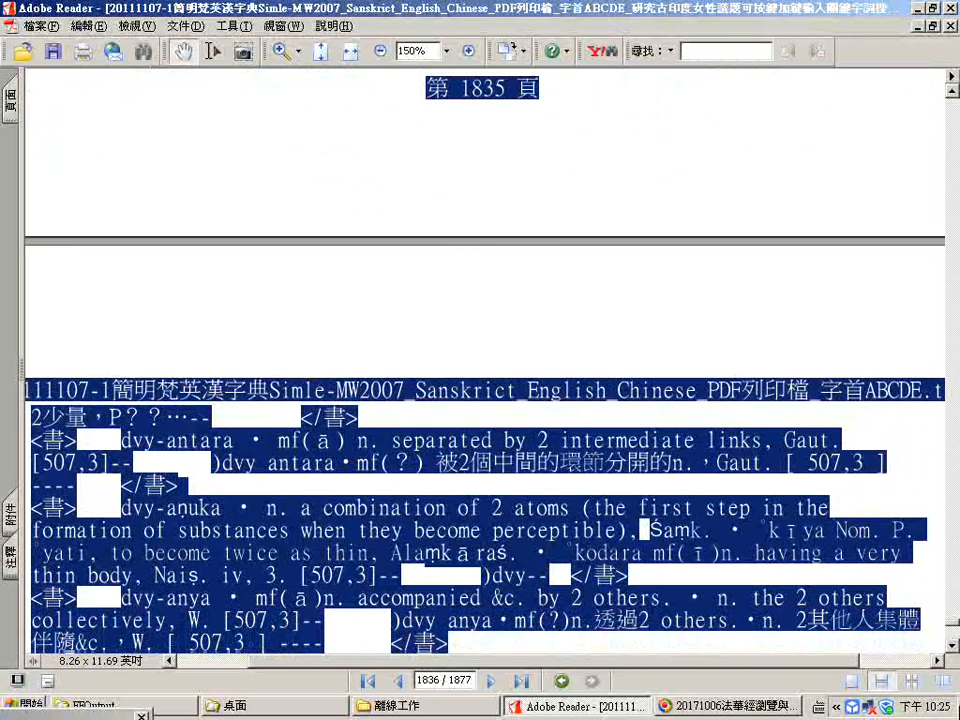 Adobe Reader - [20111107-1簡明梵英漢字典Simle-MW2007_Sanskrict_English_Chinese_PDF列印檔_字首ABCDE_研究古印度女性議題可按鍵加鍵輸入關鍵字詞搜...
檔案(F) 編輯(E) 檢視(V) 文件(D) 工具(T) 視窗(W) 說明(H)
150% Y! 尋找:
頁面
第 1835 頁
111107-1簡明梵英漢字典Simle-MW2007_Sanskrict_English_Chinese_PDF列印檔_字首ABCDE.t
2少量，P？？…-- </書>
<書> dvy-antara ‧ mf(ā) n. separated by 2 intermediate links, Gaut.
[507,3]-- )dvy antara‧mf(？) 被2個中間的環節分開的n.，Gaut. [ 507,3 ]
---- </書>
<書> dvy-aṇuka ‧ n. a combination of 2 atoms (the first step in the
formation of substances when they become perceptible), Śaṃk. ‧ °kīya Nom. P.
°yati, to become twice as thin, Alaṃkāraś. ‧ °kodara mf(ī)n. having a very
thin body, Naiṣ. iv, 3. [507,3]-- )dvy-- </書>
<書> dvy-anya ‧ mf(ā)n. accompanied &c. by 2 others. ‧ n. the 2 others
collectively, W. [507,3]-- )dvy anya‧mf(?)n.透過2 others.‧n. 2其他人集體
伴隨&c.，W. [ 507,3 ] ---- </書>
附件
注釋
8.26 x 11.69 英吋
1836 / 1877
開始 EEOutput 桌面 離線工作 Adobe Reader - [201111... 20171006法華經瀏覽與... 下午 10:25